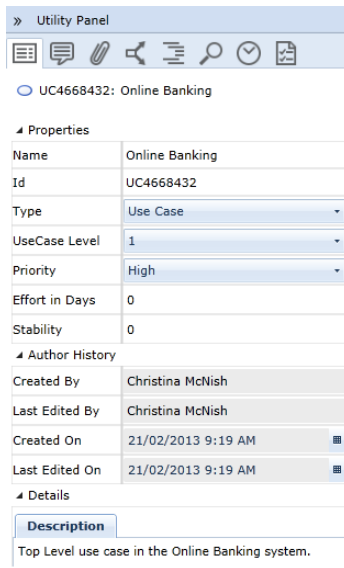 » Utility Panel
UC4668432: Online Banking
Properties
Name Online Banking
Id UC4668432
Type Use Case
UseCase Level 1
Priority High
Effort in Days 0
Stability 0
Author History
Created By Christina McNish
Last Edited By Christina McNish
Created On 21/02/2013 9:19 AM
Last Edited On 21/02/2013 9:19 AM
Details
Description
Top Level use case in the Online Banking system.